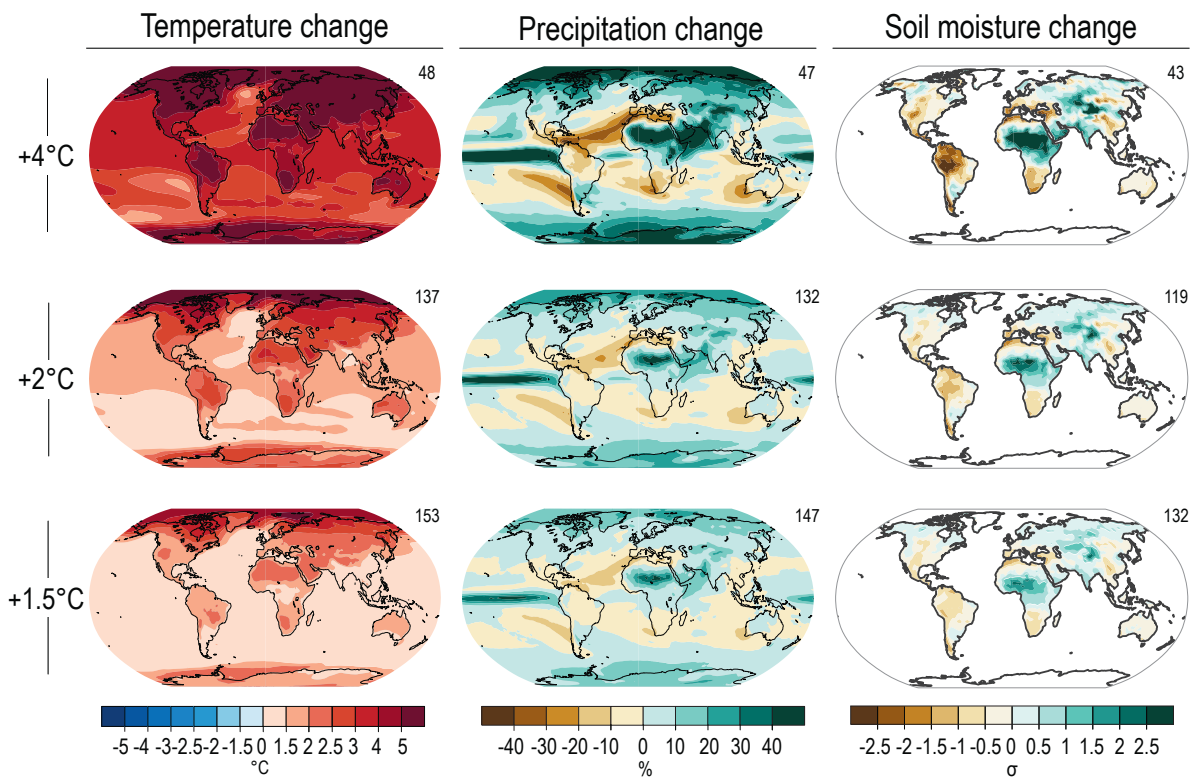 Temperature change
Precipitation change
Soil moisture change
48
47
43
+4°C
137
132
119
+2°C
153
147
132
+1.5°C
-5 -4 -3 -2.5 -2 -1.5 0 1.5 2 2.5 3 4 5
°C
-40 -30 -20 -10 0 10 20 30 40
%
-2.5 -2 -1.5 -1 -0.5 0 0.5 1 1.5 2 2.5
σ